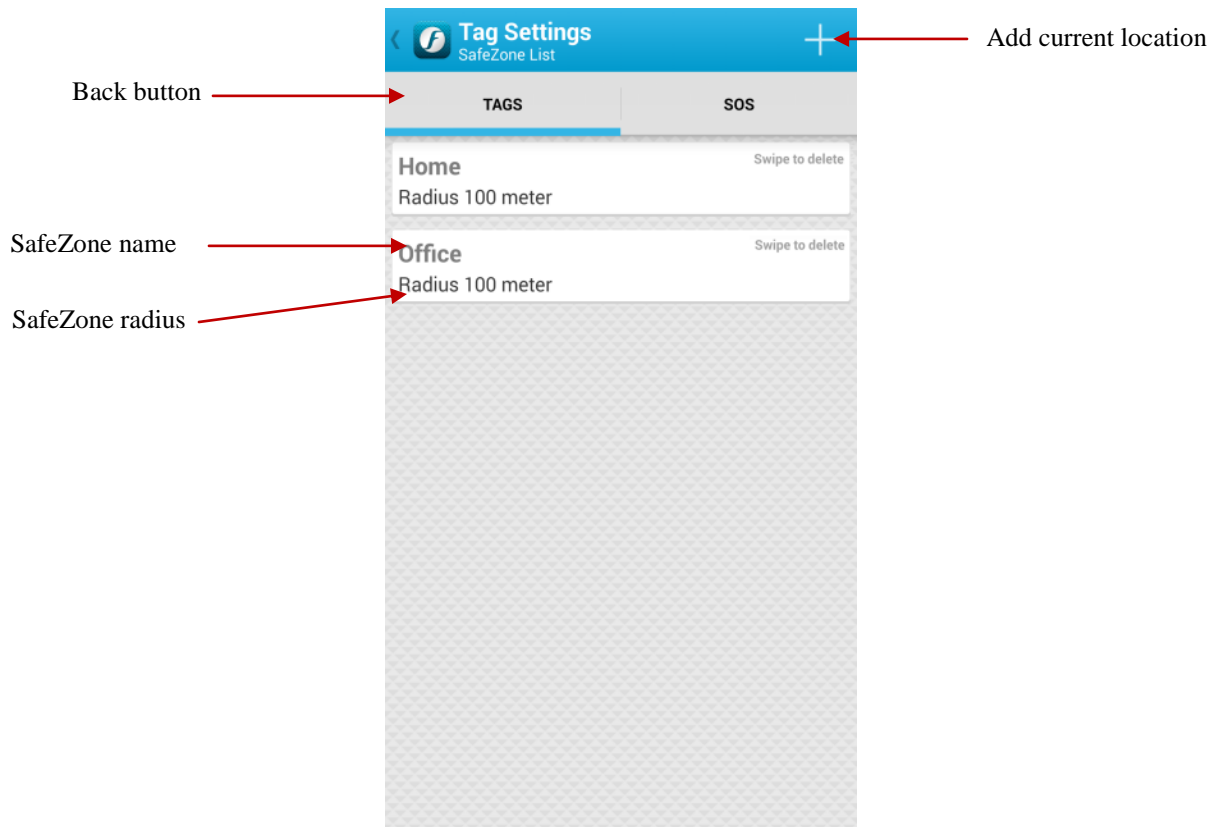 Tag Settings
SafeZone List
Add current location
Back button
TAGS
SOS
Home
Swipe to delete
Radius 100 meter
SafeZone name
Office
Swipe to delete
Radius 100 meter
SafeZone radius